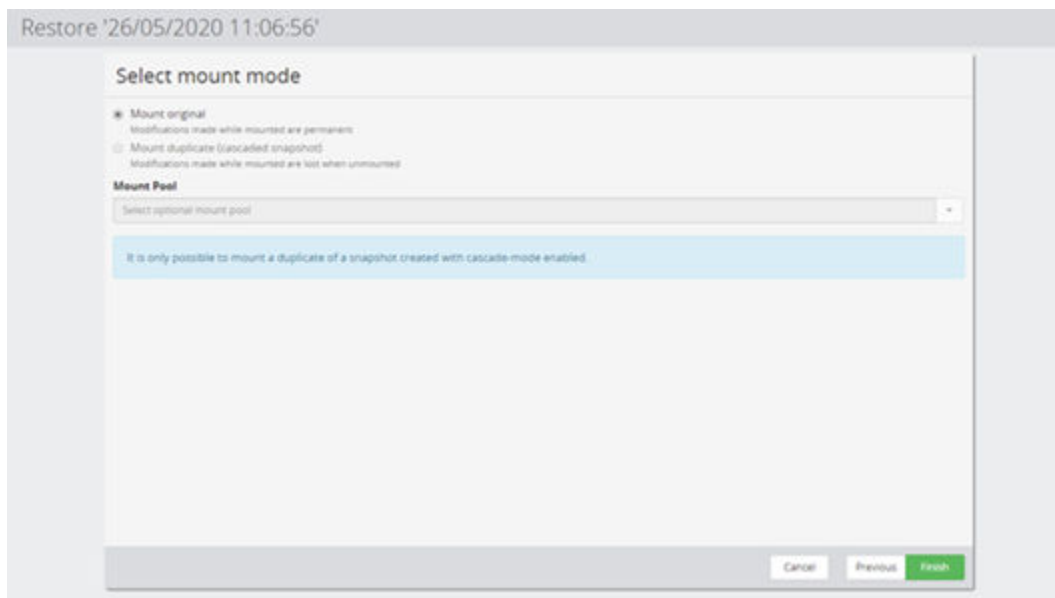 Restore '26/05/2020 11:06:56'
Select mount mode
Mount original
Modifications made while mounted are permanent
Mount duplicate (cascaded snapshot)
Modifications made while mounted are lost when unmounted
Mount Pool
Select optional mount pool
It is only possible to mount a duplicate of a snapshot created with cascade-mode enabled.
Cancel Previous Finish